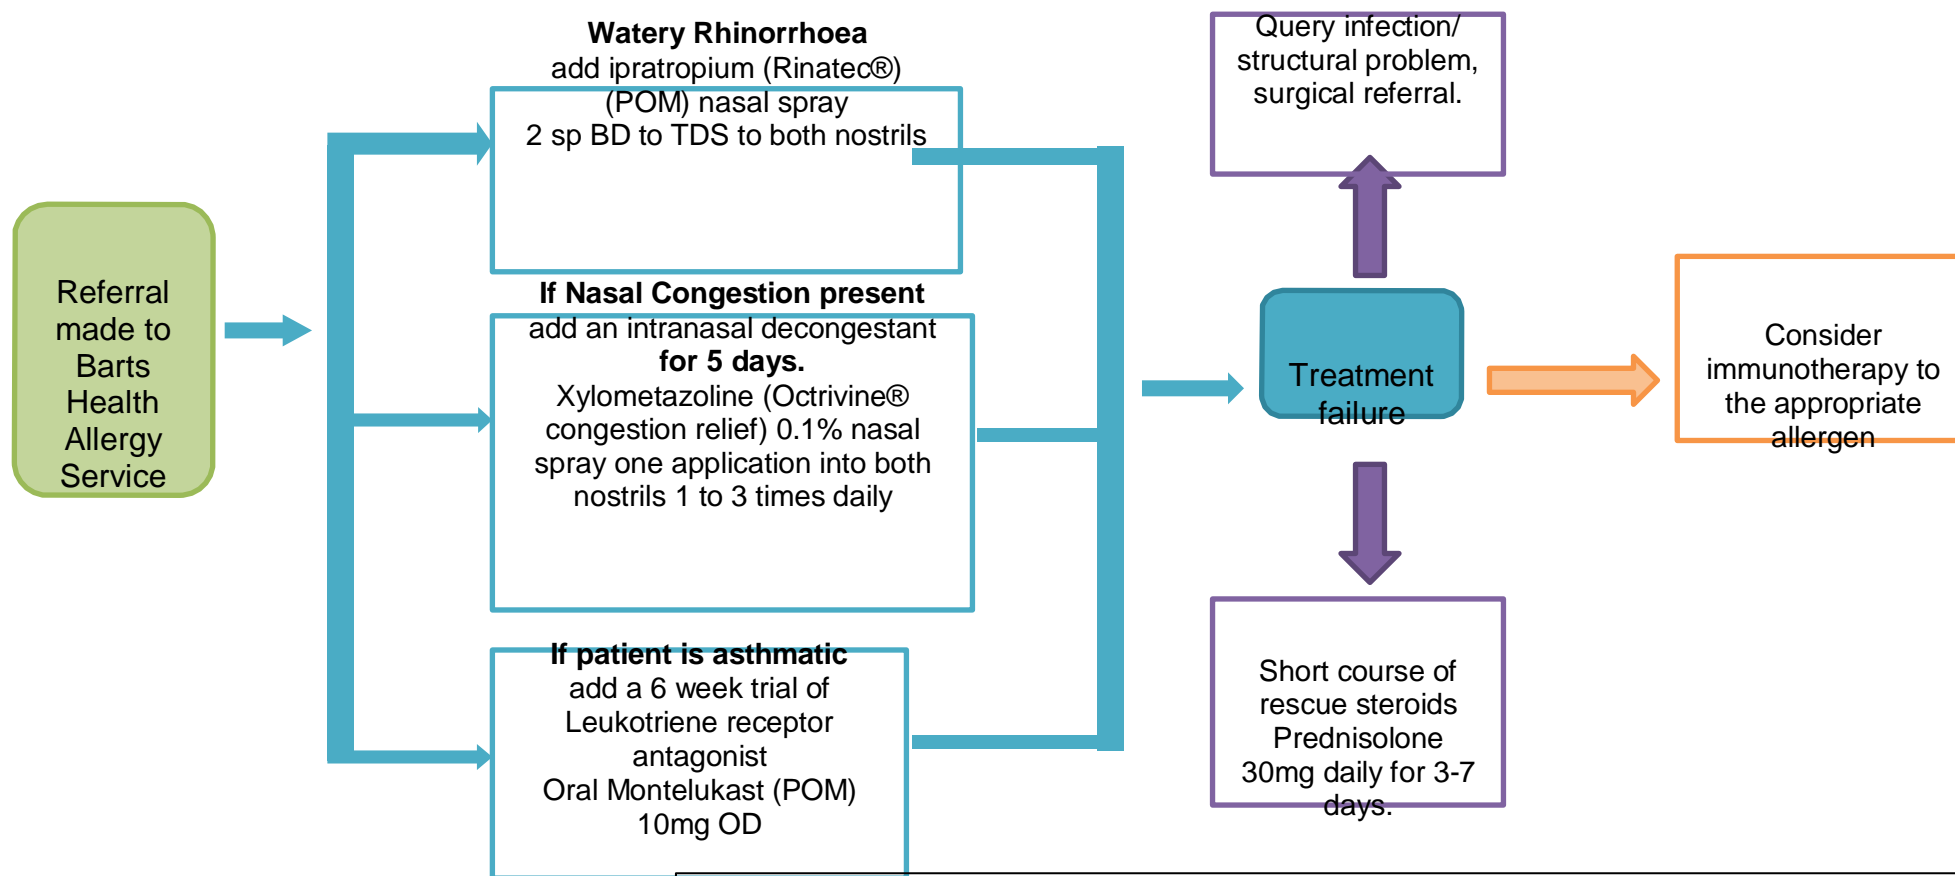 Referral
made to
Barts
Health
Allergy
Service
Watery Rhinorrhoea
add ipratropium (Rinatec®)
(POM) nasal spray
2 sp BD to TDS to both nostrils
If Nasal Congestion present
add an intranasal decongestant
for 5 days.
Xylometazoline (Octrivine®
congestion relief) 0.1% nasal
spray one application into both
nostrils 1 to 3 times daily
If patient is asthmatic
add a 6 week trial of
Leukotriene receptor
antagonist
Oral Montelukast (POM)
10mg OD
Treatment
failure
Query infection/
structural problem,
surgical referral.
Consider
immunotherapy to
the appropriate
allergen
Short course of
rescue steroids
Prednisolone
30mg daily for 3-7
days.